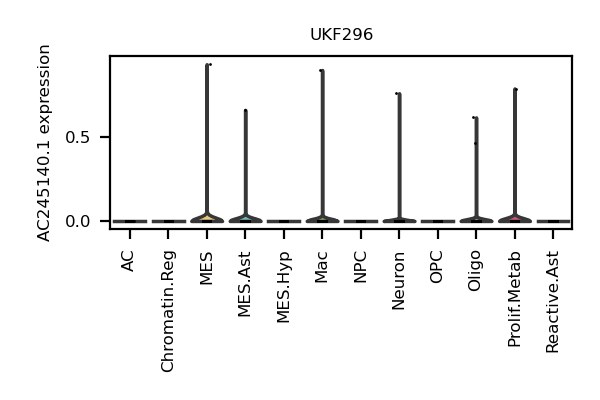 UKF296
AC245140.1 expression
0.5
0.0
AC
Chromatin.Reg
MES
MES.Ast
MES.Hyp
Mac
NPC
Neuron
OPC
Oligo
Prolif.Metab
Reactive.Ast